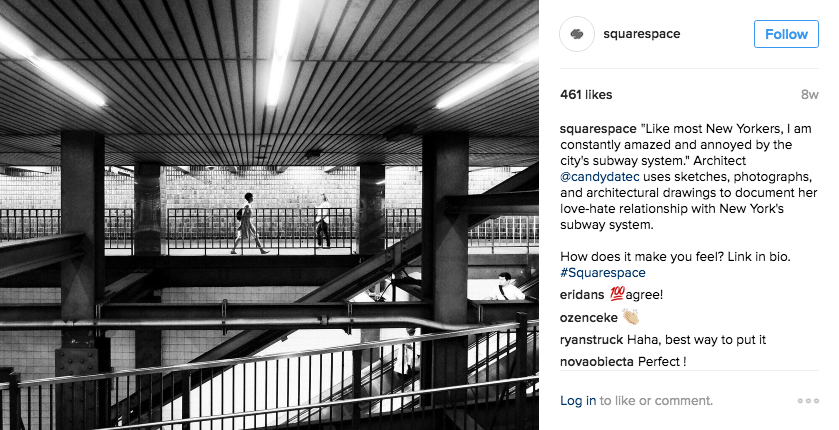 squarespace
Follow
461 likes
8w
squarespace "Like most New Yorkers, I am
constantly amazed and annoyed by the
city's subway system." Architect
@candydatec uses sketches, photographs,
and architectural drawings to document her
love-hate relationship with New York's
subway system.
How does it make you feel? Link in bio.
#Squarespace
eridans 💯agree!
ozenceke 👏🏼
ryanstruck Haha, best way to put it
novaobiecta Perfect !
Log in to like or comment.